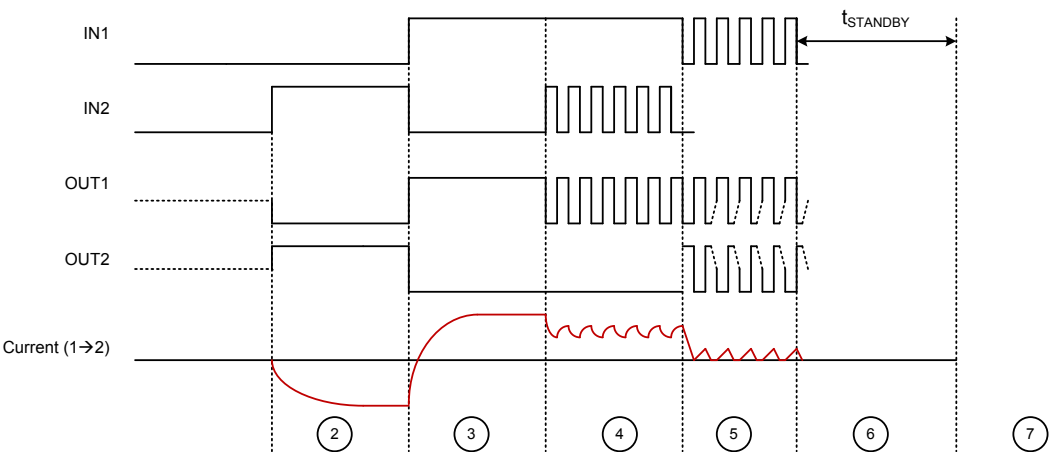 IN1
tSTANDBY
IN2
OUT1
OUT2
Current (1→2)
2
3
4
5
6
7